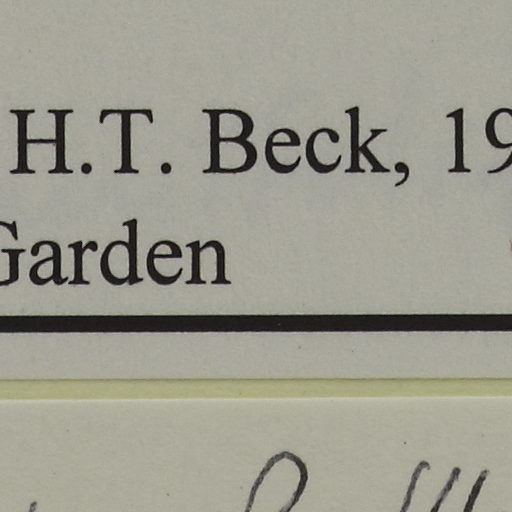 H.T. Beck, 19
Garden